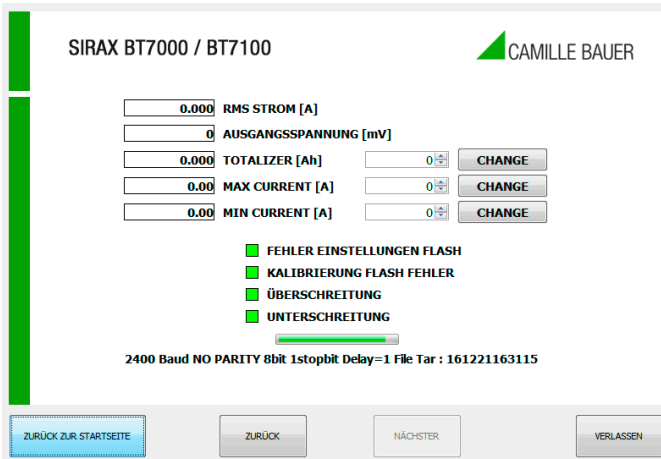 SIRAX BT7000 / BT7100
CAMILLE BAUER
0.000 RMS STROM [A]
0 AUSGANGSSPANNUNG [mV]
0.000 TOTALIZER [Ah] 0 CHANGE
0.00 MAX CURRENT [A] 0 CHANGE
0.00 MIN CURRENT [A] 0 CHANGE
FEHLER EINSTELLUNGEN FLASH
KALIBRIERUNG FLASH FEHLER
ÜBERSCHREITUNG
UNTERSCHREITUNG
2400 Baud NO PARITY 8bit 1stopbit Delay=1 File Tar : 161221163115
ZURÜCK ZUR STARTSEITE ZURÜCK NÄCHSTER VERLASSEN